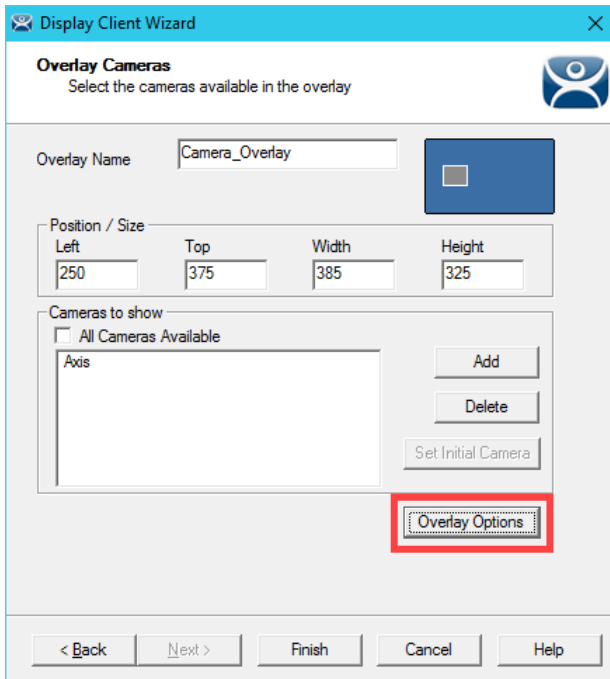 Display Client Wizard
Overlay Cameras
Select the cameras available in the overlay
Overlay Name
Camera_Overlay
Position / Size
Left Top Width Height
250 375 385 325
Cameras to show
All Cameras Available
Axis
Add
Delete
Set Initial Camera
Overlay Options
< Back Next > Finish Cancel Help